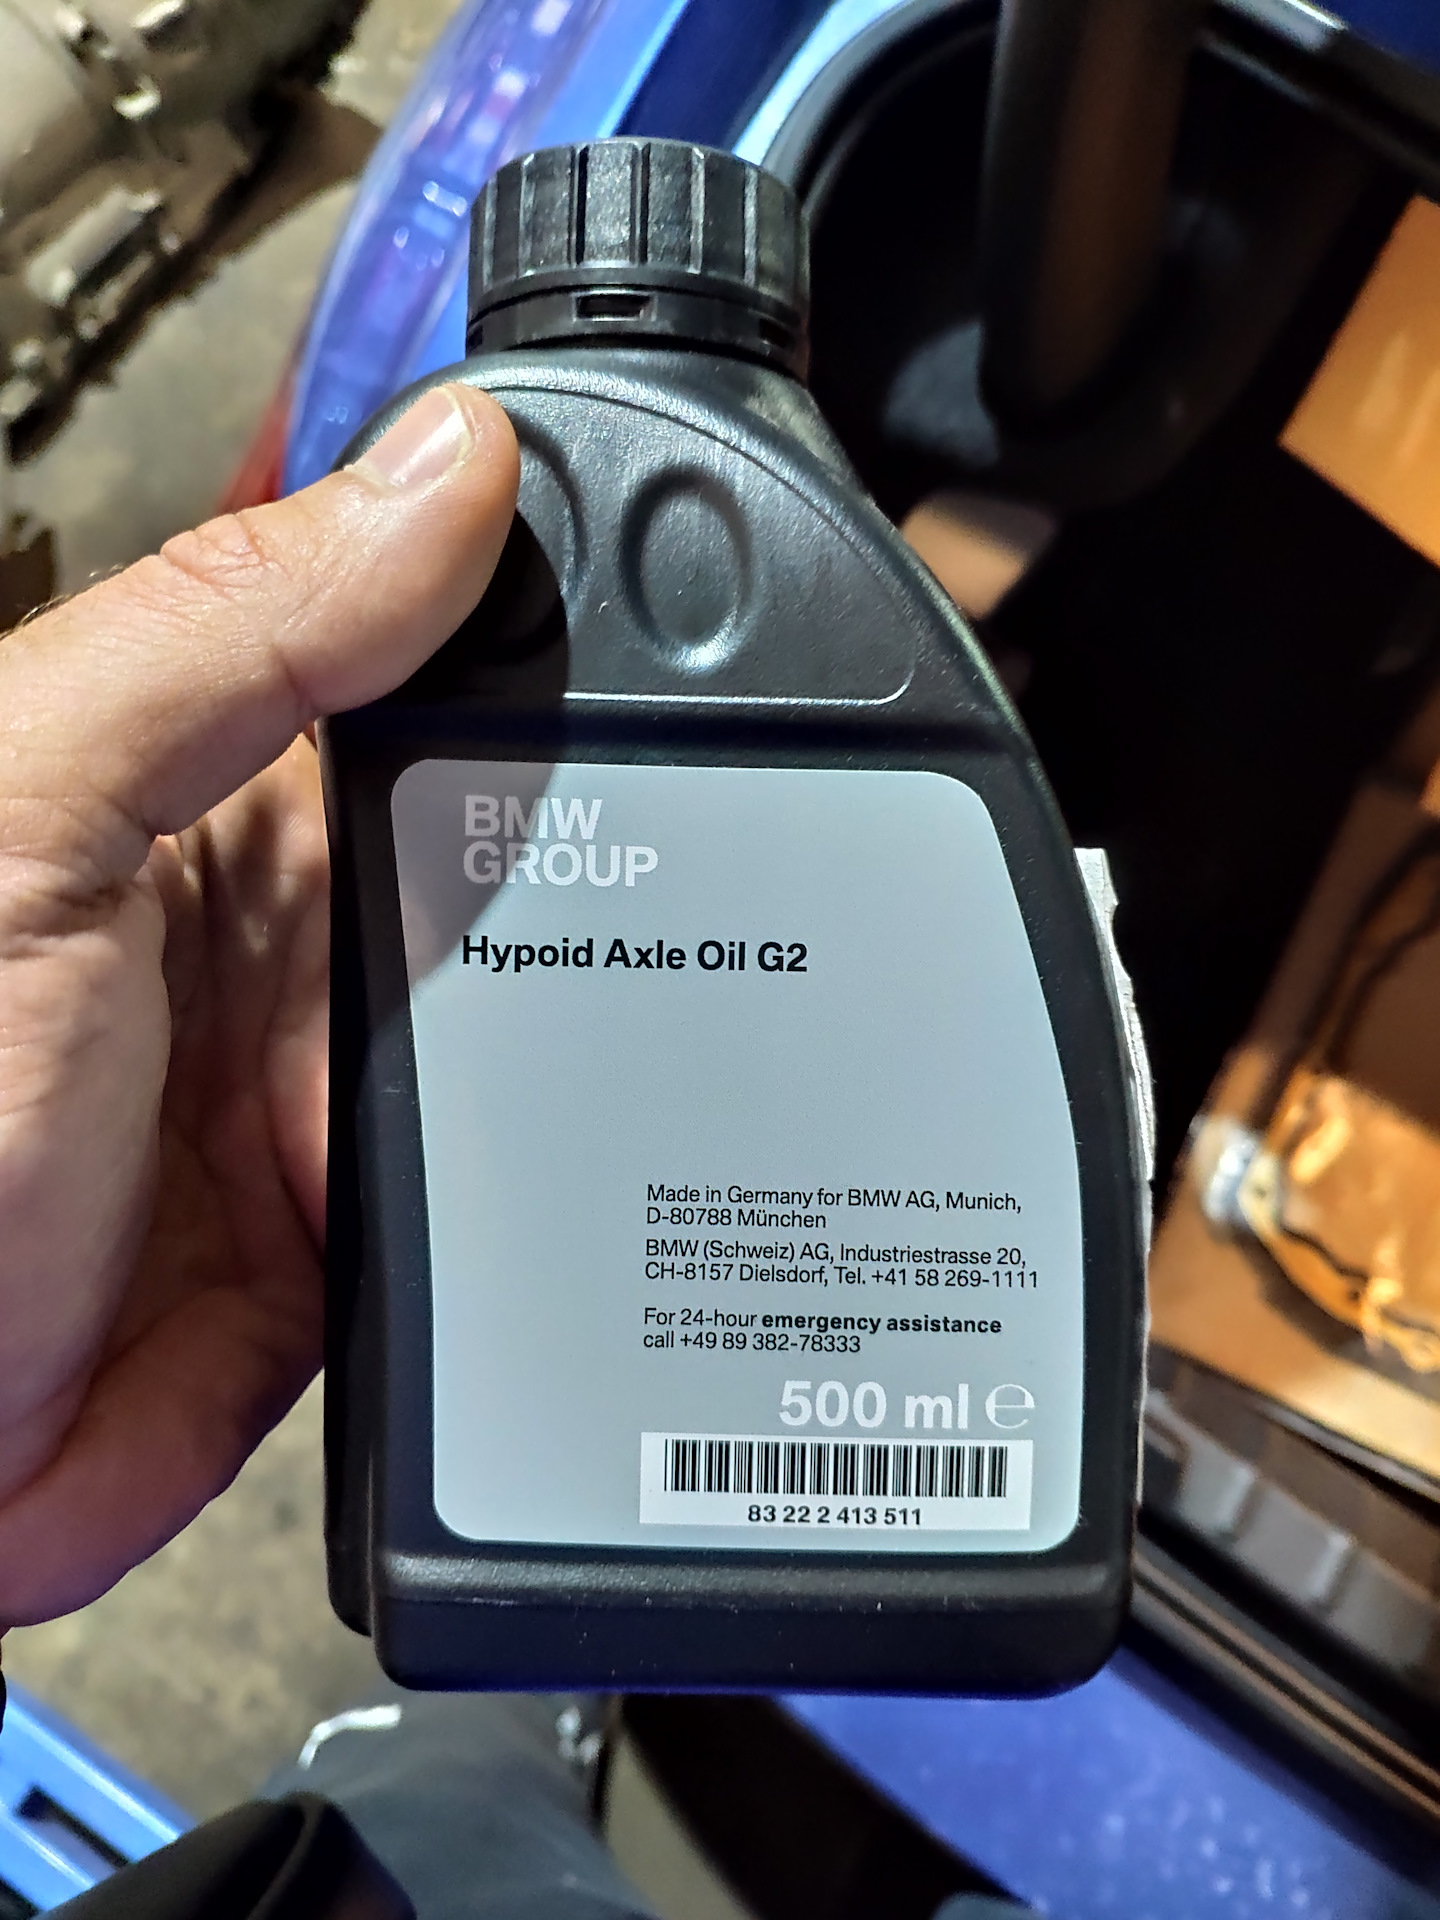 BMW
GROUP
Hypoid Axle Oil G2
Made in Germany for BMW AG, Munich,
D-80788 München
BMW (Schweiz) AG, Industriestrasse 20,
CH-8157 Dielsdorf, Tel. +41 58 269-1111
For 24-hour emergency assistance
call +49 89 382-78333
500 ml ℮
83 22 2 413 511